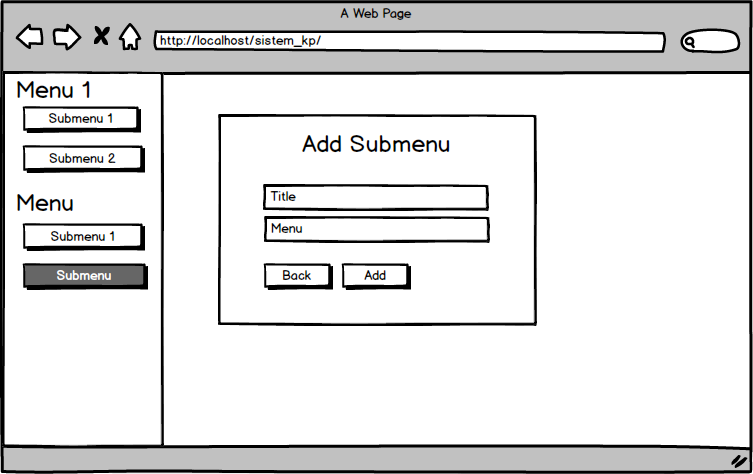 A Web Page
http://localhost/sistem_kp/
Menu 1
Submenu 1
Submenu 2
Menu
Submenu 1
Submenu
Add Submenu
Title
Menu
Back
Add